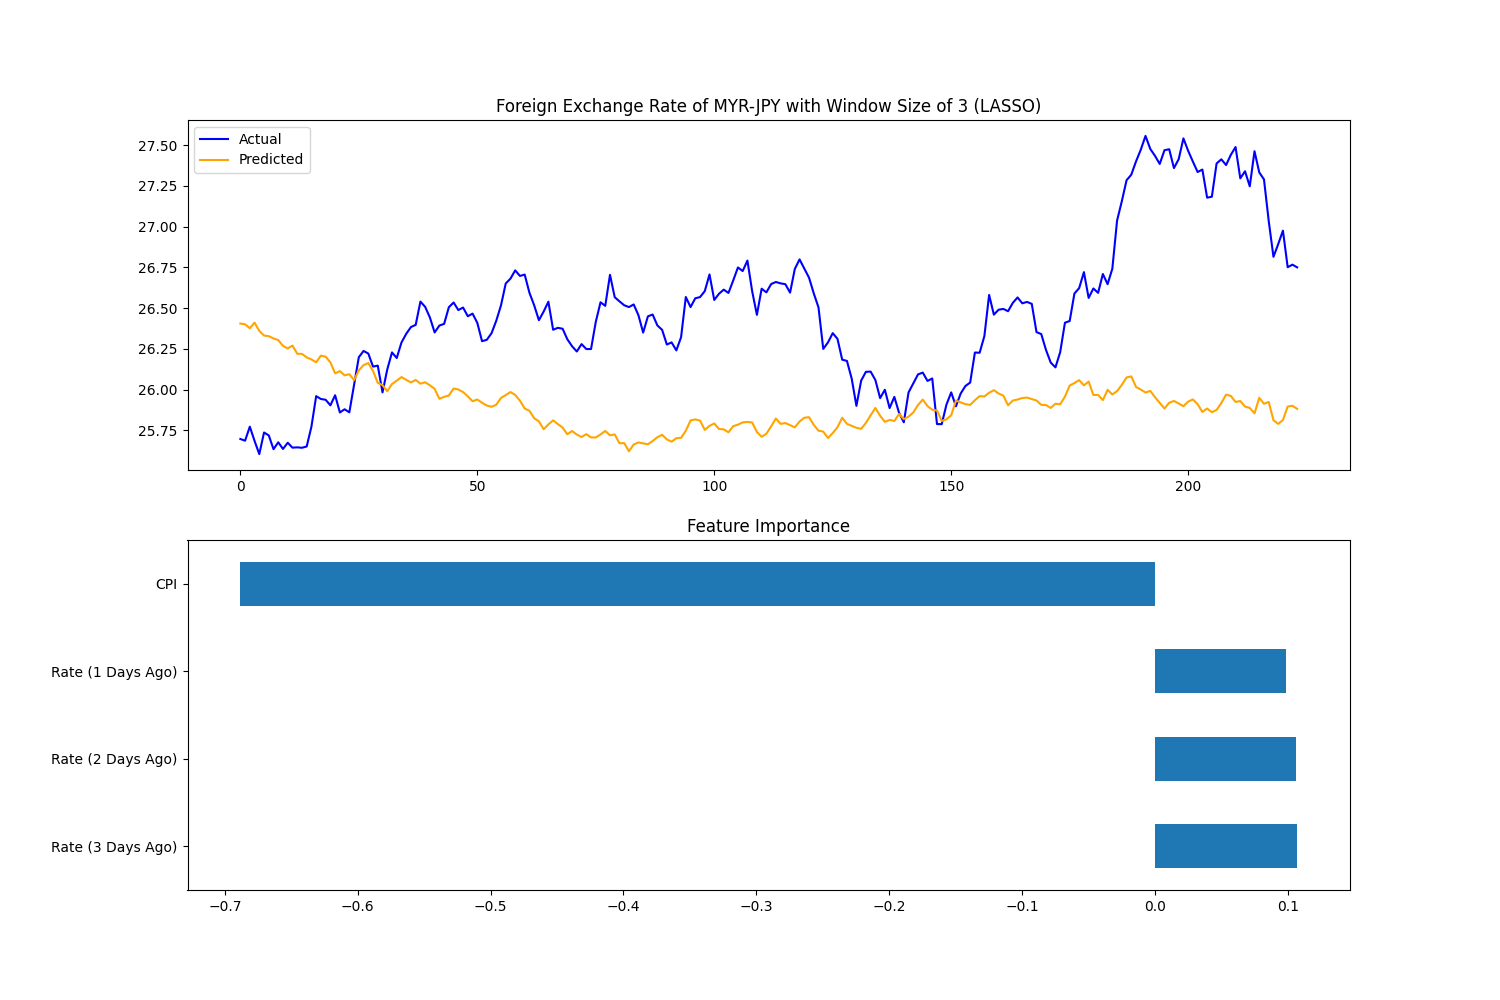 Foreign Exchange Rate of MYR-JPY with Window Size of 3 (LASSO)
Actual
Predicted
27.50
27.25
27.00
26.75
26.50
26.25
26.00
25.75
0 50 100 150 200
Feature Importance
CPI
Rate (1 Days Ago)
Rate (2 Days Ago)
Rate (3 Days Ago)
−0.7 −0.6 −0.5 −0.4 −0.3 −0.2 −0.1 0.0 0.1